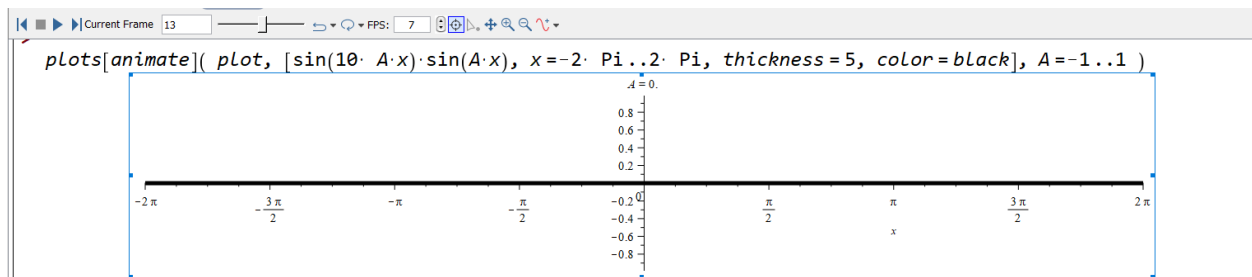 Current Frame 13 FPS: 7
plots[animate]( plot, [sin(10· A·x)·sin(A·x), x=-2· Pi..2· Pi, thickness = 5, color = black], A=-1..1 )
A = 0.
0.8
0.6
0.4
0.2
0
-2 π -3π/2 -π -π/2 π/2 π 3π/2 2 π
-0.2
-0.4
x
-0.6
-0.8